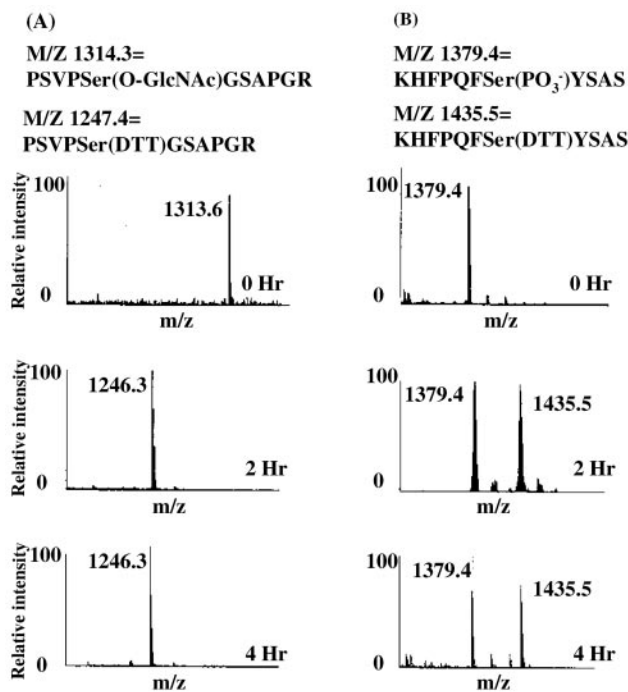 (A)
M/Z 1314.3=
PSVPSer(O-GlcNAc)GSAPGR
M/Z 1247.4=
PSVPSer(DTT)GSAPGR
Relative intensity
100
0
1313.6
0 Hr
m/z
Relative intensity
100
0
1246.3
2 Hr
m/z
Relative intensity
100
0
1246.3
4 Hr
m/z
(B)
M/Z 1379.4=
KHFPQFSer(PO₃⁻)YSAS
M/Z 1435.5=
KHFPQFSer(DTT)YSAS
100
0
1379.4
0 Hr
m/z
100
0
1379.4
1435.5
2 Hr
m/z
100
0
1379.4
1435.5
4 Hr
m/z